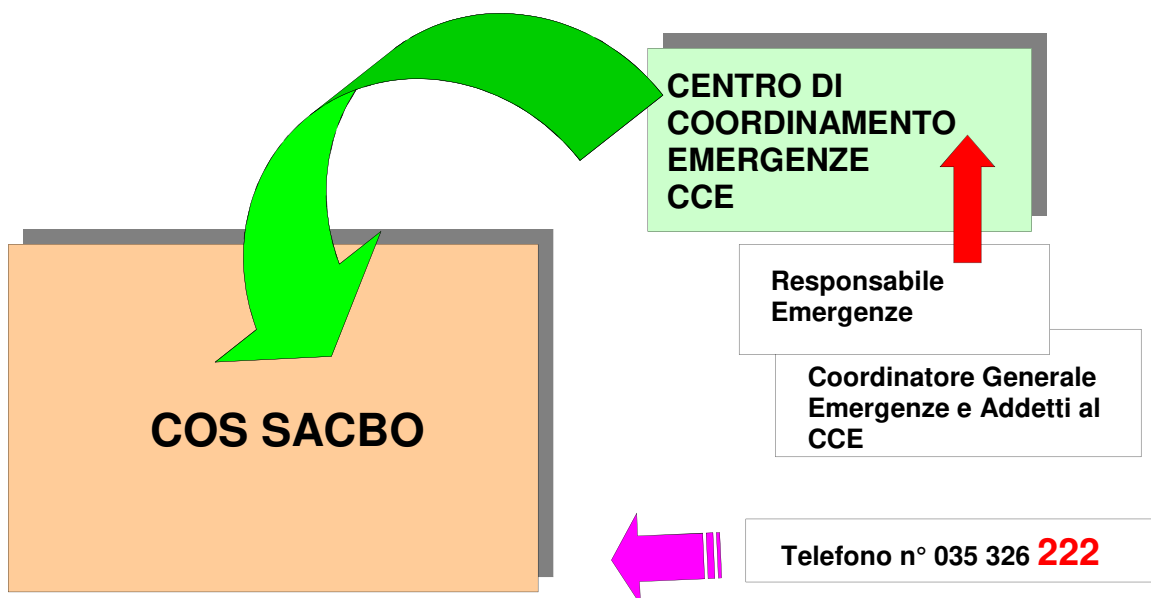 CENTRO DI
COORDINAMENTO
EMERGENZE
CCE
Responsabile
Emergenze
Coordinatore Generale
Emergenze e Addetti al
CCE
COS SACBO
Telefono n° 035 326 222